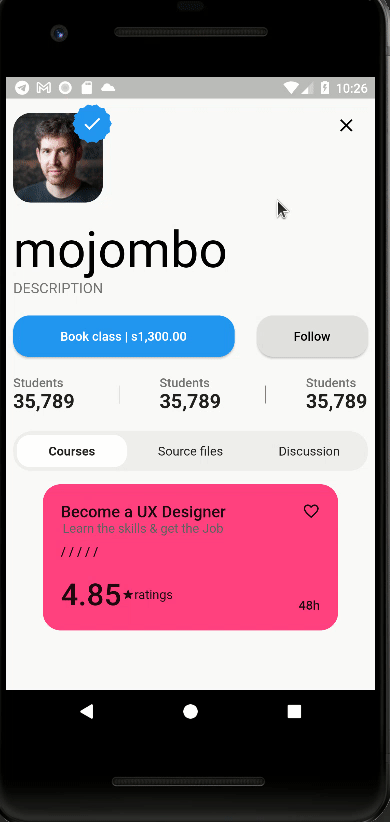 10:26
mojombo
DESCRIPTION
Book class | s1,300.00
Follow
Students Students Students
35,789 35,789 35,789
Courses Source files Discussion
Become a UX Designer
Learn the skills & get the Job
/ / / / /
4.85★ratings
48h